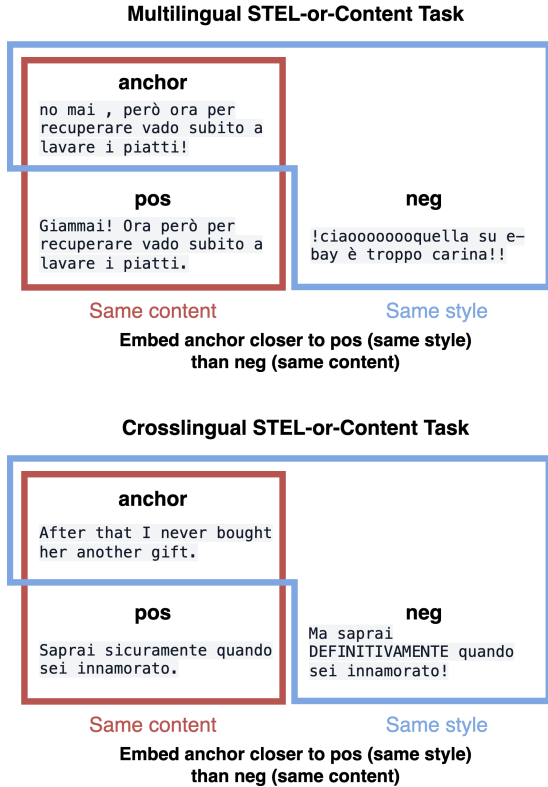 Multilingual STEL-or-Content Task
anchor
no mai , però ora per
recuperare vado subito a
lavare i piatti!
pos
Giammai! Ora però per
recuperare vado subito a
lavare i piatti.
neg
!ciaoooooooquella su e-
bay è troppo carina!!
Same content
Same style
Embed anchor closer to pos (same style)
than neg (same content)
Crosslingual STEL-or-Content Task
anchor
After that I never bought
her another gift.
pos
Saprai sicuramente quando
sei innamorato.
neg
Ma saprai
DEFINITIVAMENTE quando
sei innamorato!
Same content
Same style
Embed anchor closer to pos (same style)
than neg (same content)